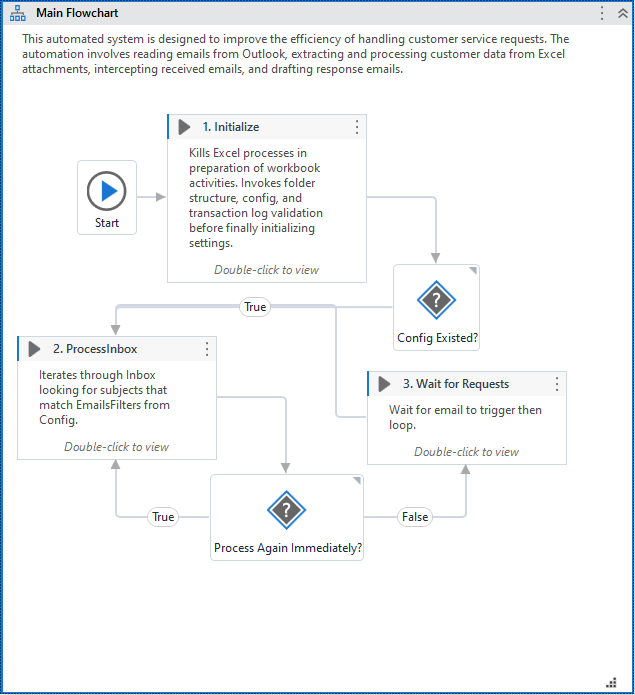 Main Flowchart
This automated system is designed to improve the efficiency of handling customer service requests. The
automation involves reading emails from Outlook, extracting and processing customer data from Excel
attachments, intercepting received emails, and drafting response emails.
1. Initialize
Kills Excel processes in
preparation of workbook
activities. Invokes folder
structure, config, and
transaction log validation
before finally initializing
settings.
Double-click to view
Start
?
Config Existed?
True
2. ProcessInbox
Iterates through Inbox
looking for subjects that
match EmailsFilters from
Config.
Double-click to view
3. Wait for Requests
Wait for email to trigger then
loop.
Double-click to view
?
Process Again Immediately?
True
False